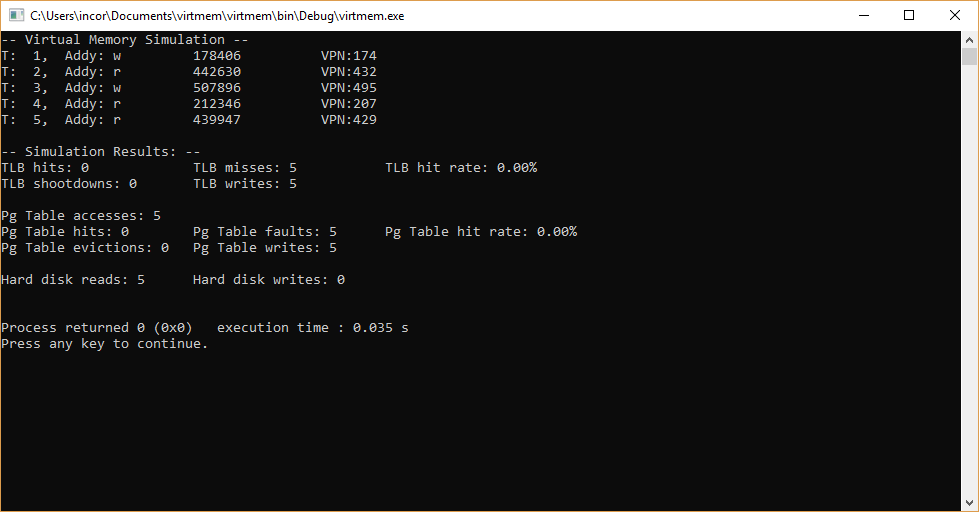 C:\Users\incor\Documents\virtmem\virtmem\bin\Debug\virtmem.exe
-- Virtual Memory Simulation --
T:  1,  Addy: w         178406          VPN:174
T:  2,  Addy: r         442630          VPN:432
T:  3,  Addy: w         507896          VPN:495
T:  4,  Addy: r         212346          VPN:207
T:  5,  Addy: r         439947          VPN:429
-- Simulation Results: --
TLB hits: 0             TLB misses: 5           TLB hit rate: 0.00%
TLB shootdowns: 0       TLB writes: 5
Pg Table accesses: 5
Pg Table hits: 0        Pg Table faults: 5      Pg Table hit rate: 0.00%
Pg Table evictions: 0   Pg Table writes: 5
Hard disk reads: 5      Hard disk writes: 0
Process returned 0 (0x0)   execution time : 0.035 s
Press any key to continue.